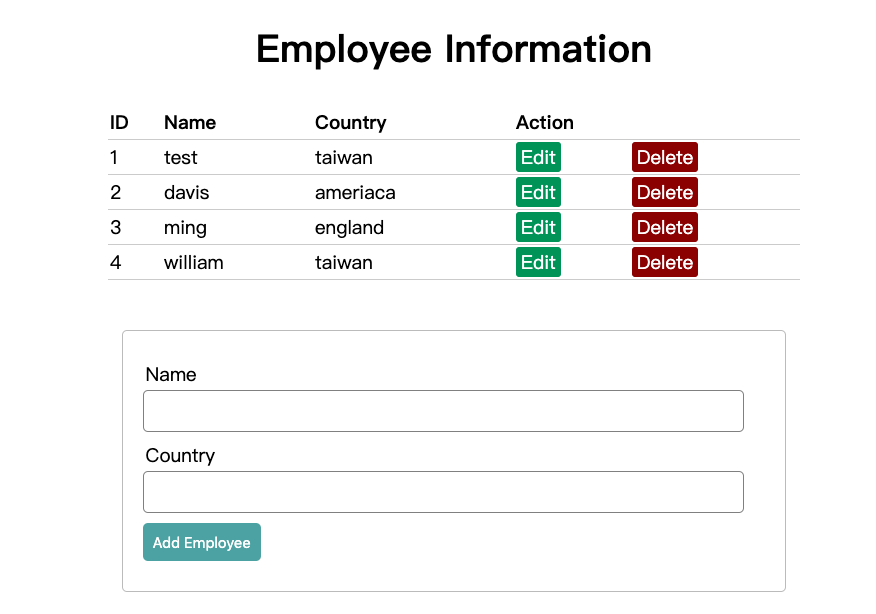 Employee Information
ID Name Country Action
1 test taiwan Edit Delete
2 davis ameriaca Edit Delete
3 ming england Edit Delete
4 william taiwan Edit Delete
Name
Country
Add Employee